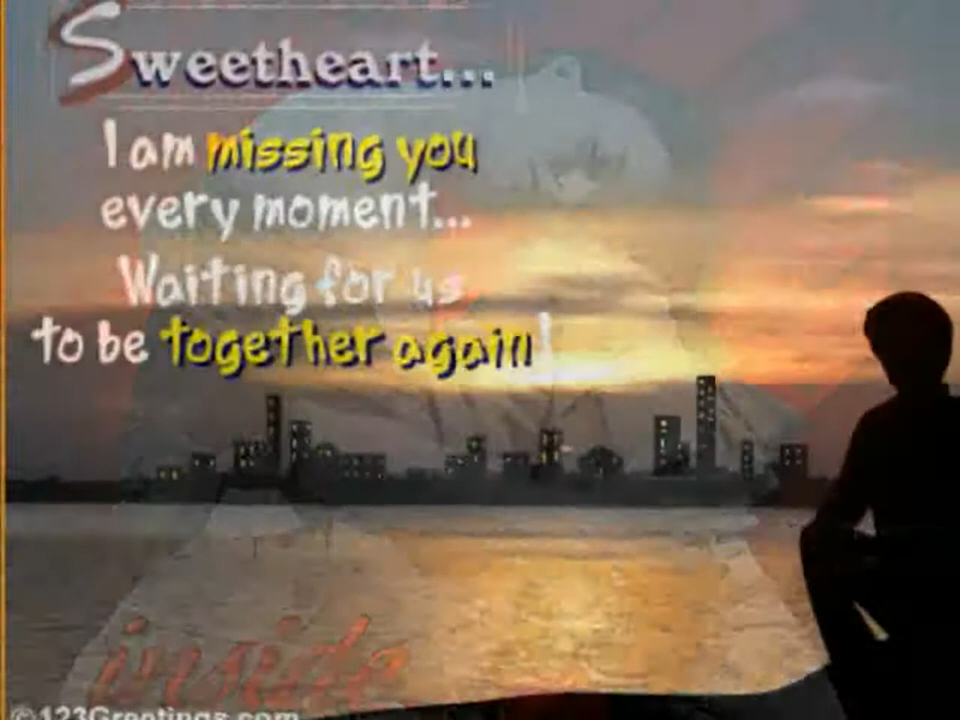 Sweetheart...
I am missing you
every moment...
Waiting for us
to be together again!
inside
©123Greetings.com